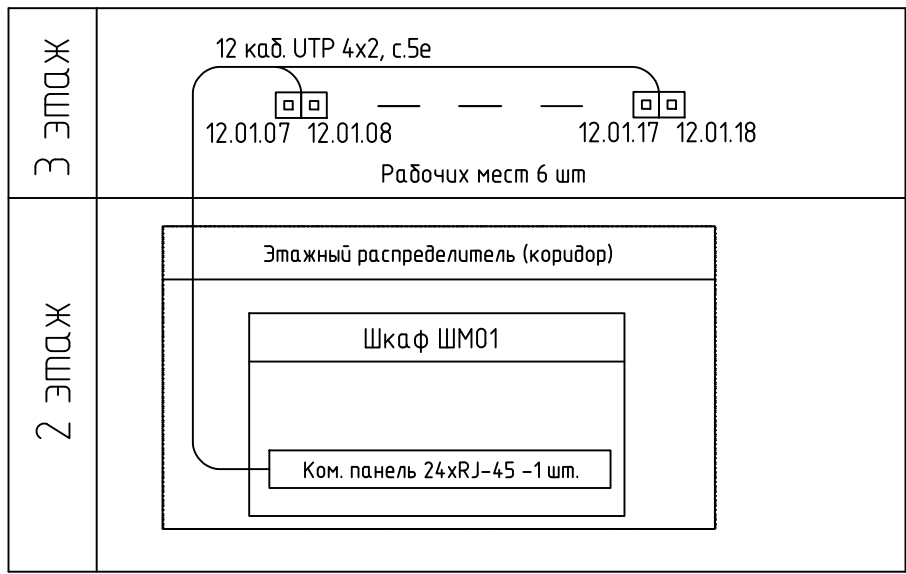 3 этаж
12 каб. UTP 4x2, c.5e
12.01.07 12.01.08
12.01.17 12.01.18
Рабочих мест 6 шт
2 этаж
Этажный распределитель (коридор)
Шкаф ШМ01
Ком. панель 24xRJ-45 -1 шт.